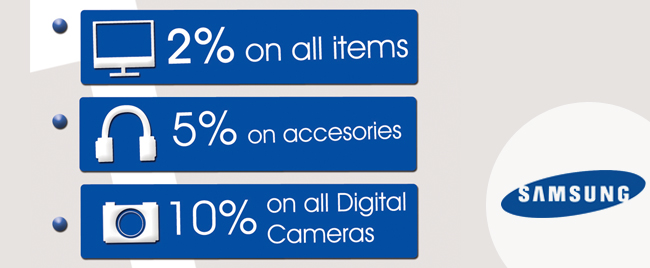 2% on all items
5% on accesories
10% on all Digital
Cameras
SAMSUNG